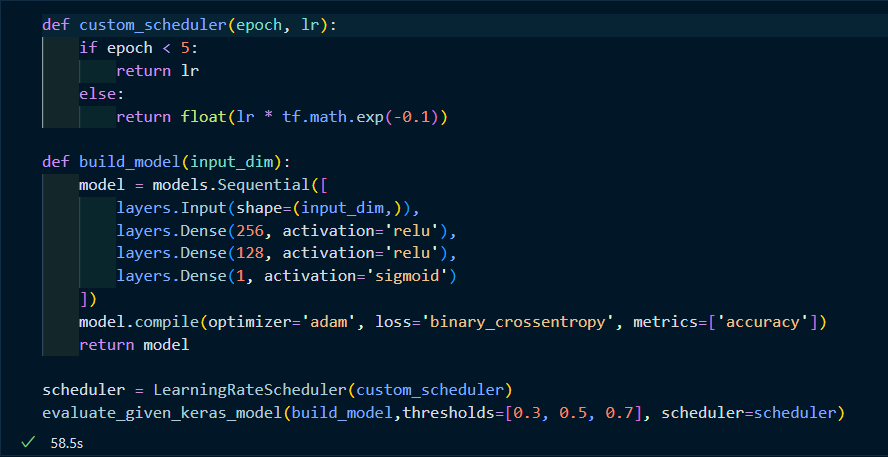 def custom_scheduler(epoch, lr):
    if epoch < 5:
        return lr
    else:
        return float(lr * tf.math.exp(-0.1))

def build_model(input_dim):
    model = models.Sequential([
        layers.Input(shape=(input_dim,)),
        layers.Dense(256, activation='relu'),
        layers.Dense(128, activation='relu'),
        layers.Dense(1, activation='sigmoid')
    ])
    model.compile(optimizer='adam', loss='binary_crossentropy', metrics=['accuracy'])
    return model

scheduler = LearningRateScheduler(custom_scheduler)
evaluate_given_keras_model(build_model,thresholds=[0.3, 0.5, 0.7], scheduler=scheduler)
58.5s